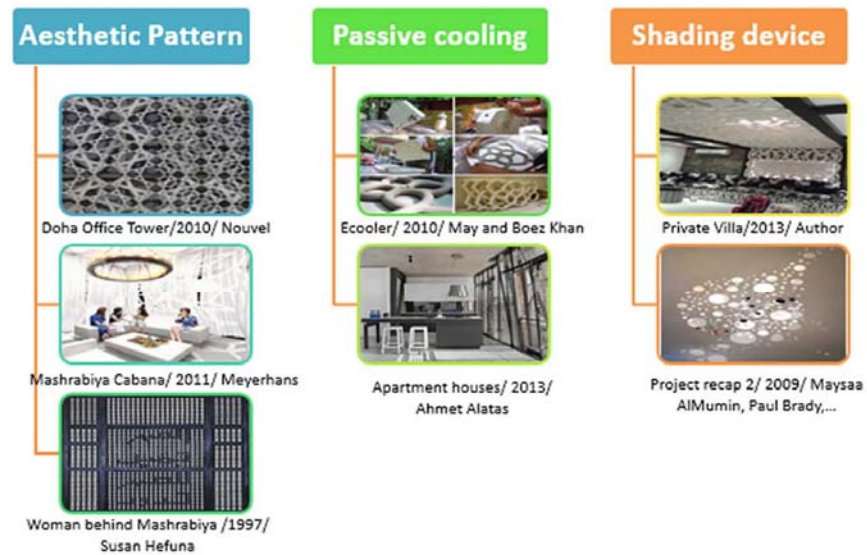 Aesthetic Pattern
Doha Office Tower/2010/ Nouvel
Mashrabiya Cabana/ 2011/ Meyerhans
Woman behind Mashrabiya /1997/
Susan Hefuna
Passive cooling
Ecooler/ 2010/ May and Boez Khan
Apartment houses/ 2013/
Ahmet Alatas
Shading device
Private Villa/2013/ Author
Project recap 2/ 2009/ Maysaa
AlMumin, Paul Brady,...